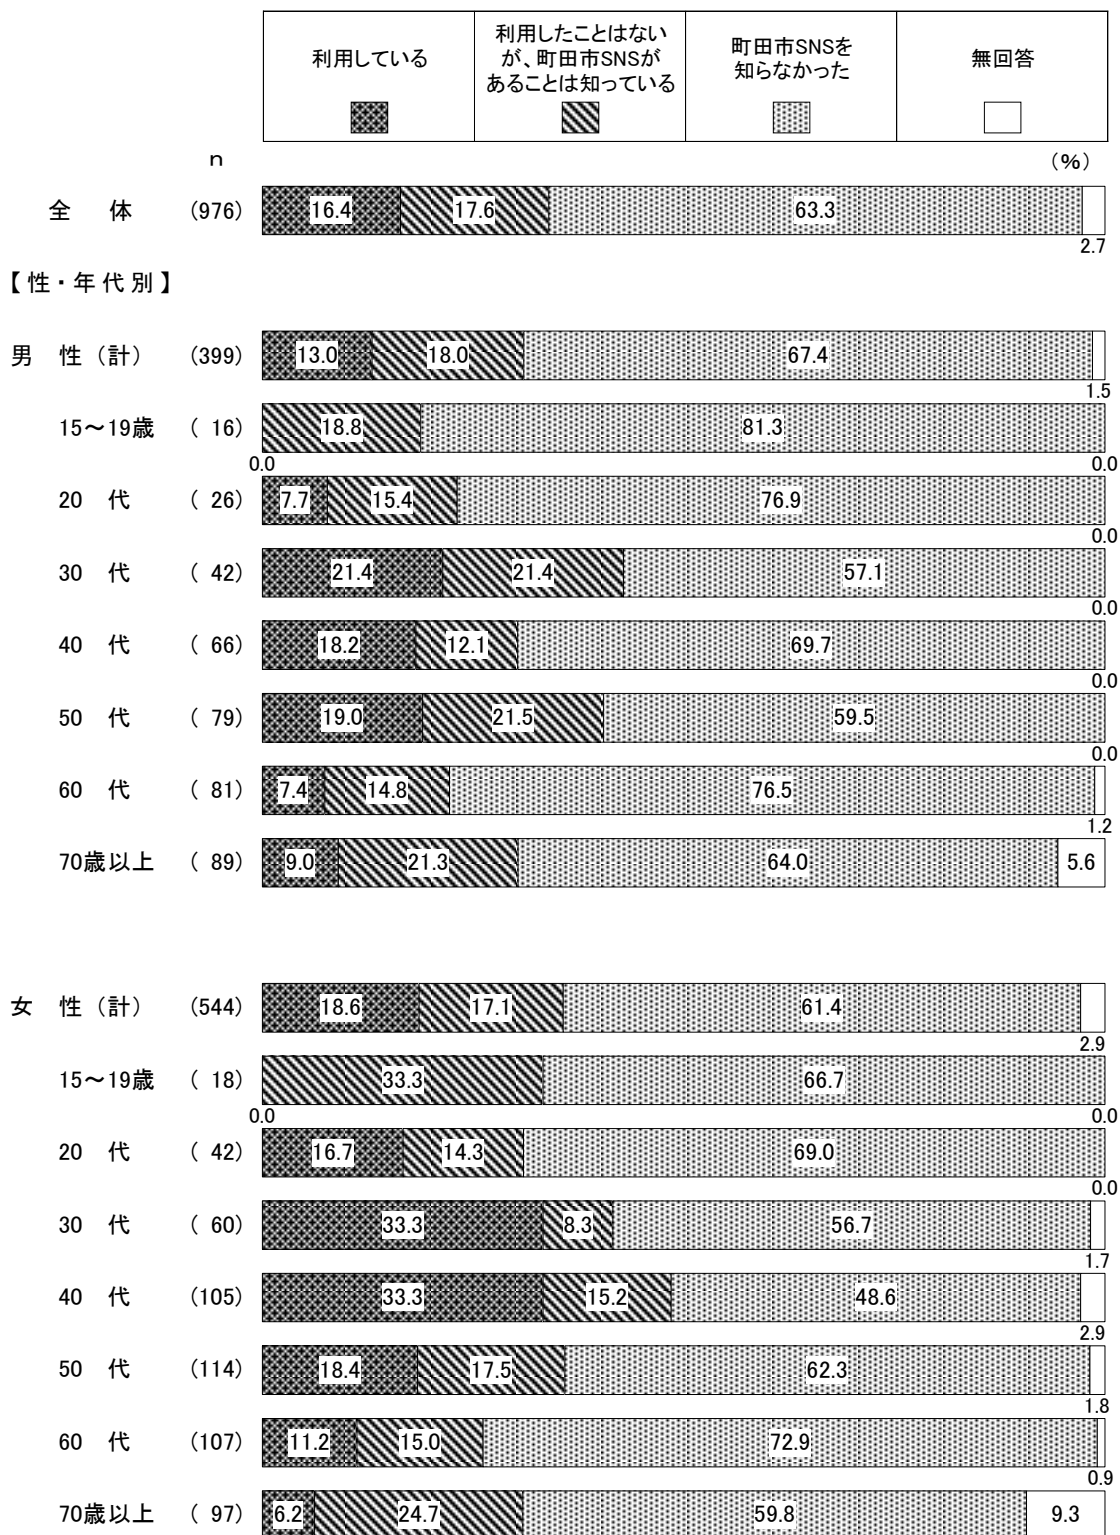 利用している
利用したことはない
が、町田市SNSが
あることは知っている
町田市SNSを
知らなかった
無回答
n
(%)
全 体 (976) 16.4 17.6 63.3
2.7
【性・年代別】
男 性(計) (399) 13.0 18.0 67.4
1.5
15～19歳 ( 16) 18.8 81.3
0.0 0.0
20 代 ( 26) 7.7 15.4 76.9
0.0
30 代 ( 42) 21.4 21.4 57.1
0.0
40 代 ( 66) 18.2 12.1 69.7
0.0
50 代 ( 79) 19.0 21.5 59.5
0.0
60 代 ( 81) 7.4 14.8 76.5
1.2
70歳以上 ( 89) 9.0 21.3 64.0 5.6
女 性(計) (544) 18.6 17.1 61.4
2.9
15～19歳 ( 18) 33.3 66.7
0.0 0.0
20 代 ( 42) 16.7 14.3 69.0
0.0
30 代 ( 60) 33.3 8.3 56.7
1.7
40 代 (105) 33.3 15.2 48.6
2.9
50 代 (114) 18.4 17.5 62.3
1.8
60 代 (107) 11.2 15.0 72.9
0.9
70歳以上 ( 97) 6.2 24.7 59.8 9.3